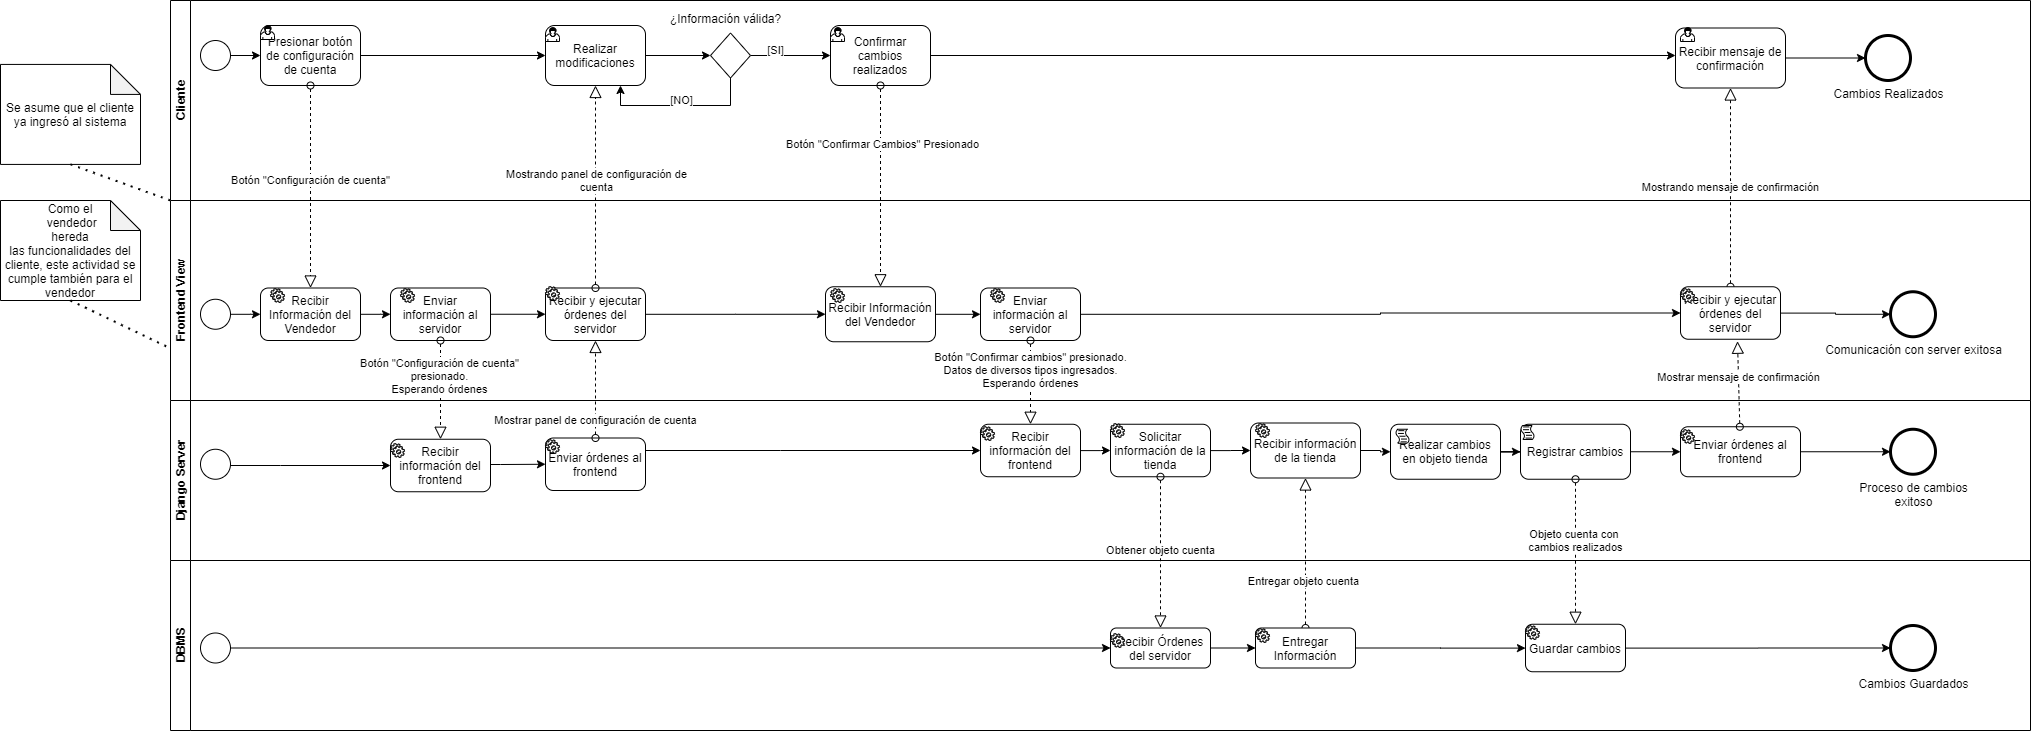 Se asume que el cliente
ya ingresó al sistema
Como el
vendedor
hereda
las funcionalidades del
cliente, este actividad se
cumple también para el
vendedor
Cliente
Presionar botón
de configuración
de cuenta
Realizar
modificaciones
¿Información válida?
[SI]
[NO]
Confirmar
cambios
realizados
Recibir mensaje de
confirmación
Cambios Realizados
Botón "Configuración de cuenta"
Mostrando panel de configuración de
cuenta
Botón "Confirmar Cambios" Presionado
Mostrando mensaje de confirmación
Frontend View
Recibir
Información del
Vendedor
Enviar
información al
servidor
Recibir y ejecutar
órdenes del
servidor
Recibir Información
del Vendedor
Enviar
información al
servidor
Recibir y ejecutar
órdenes del
servidor
Comunicación con server exitosa
Botón "Configuración de cuenta"
presionado.
Esperando órdenes
Mostrar panel de configuración de cuenta
Botón "Confirmar cambios" presionado.
Datos de diversos tipos ingresados.
Esperando órdenes
Mostrar mensaje de confirmación
Django Server
Recibir
información del
frontend
Enviar órdenes al
frontend
Recibir
información del
frontend
Solicitar
información de la
tienda
Recibir información
de la tienda
Realizar cambios
en objeto tienda
Registrar cambios
Enviar órdenes al
frontend
Proceso de cambios
exitoso
Obtener objeto cuenta
Entregar objeto cuenta
Objeto cuenta con
cambios realizados
DBMS
Recibir Órdenes
del servidor
Entregar
Información
Guardar cambios
Cambios Guardados